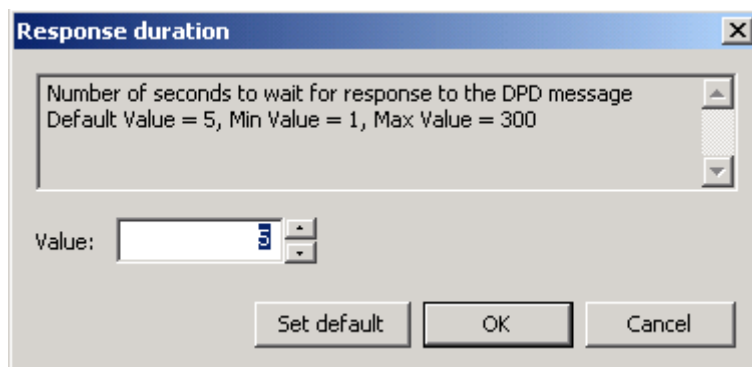 Response duration
Number of seconds to wait for response to the DPD message
Default Value = 5, Min Value = 1, Max Value = 300
Value: 5
Set default OK Cancel